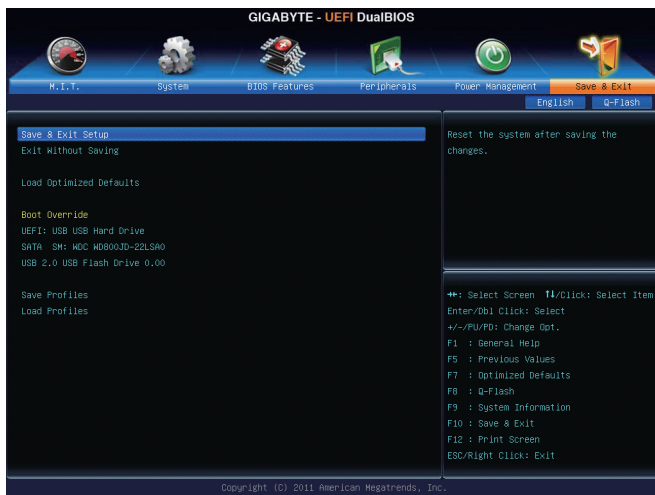 GIGABYTE - UEFI DualBIOS
M.I.T.
System
BIOS Features
Peripherals
Power Management
Save & Exit
English
Q-Flash
Save & Exit Setup
Exit Without Saving
Load Optimized Defaults
Boot Override
UEFI: USB USB Hard Drive
SATA SM: WDC WD800JD-22LSA0
USB 2.0 USB Flash Drive 0.00
Save Profiles
Load Profiles
Reset the system after saving the
changes.
→←: Select Screen ↑↓/Click: Select Item
Enter/Dbl Click: Select
+/-/PU/PD: Change Opt.
F1 : General Help
F5 : Previous Values
F7 : Optimized Defaults
F8 : Q-Flash
F9 : System Information
F10 : Save & Exit
F12 : Print Screen
ESC/Right Click: Exit
Copyright (C) 2011 American Megatrends, Inc.